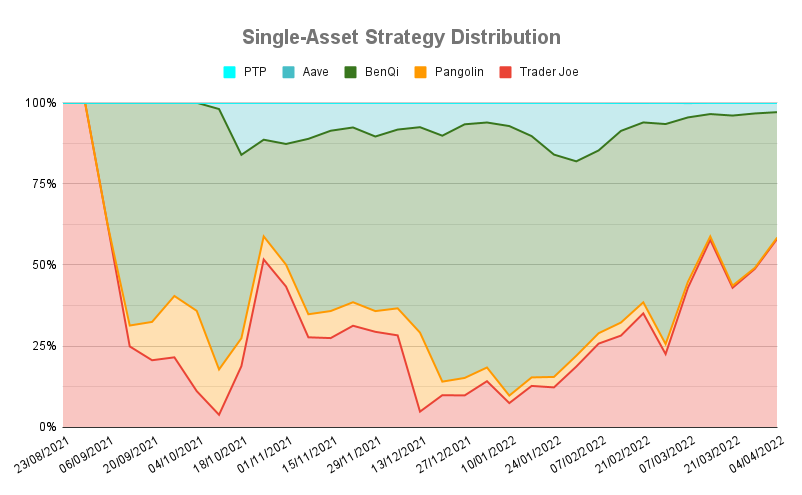 Single-Asset Strategy Distribution
PTP Aave BenQi Pangolin Trader Joe
100%
75%
50%
25%
0%
23/08/2021 06/09/2021 20/09/2021 04/10/2021 18/10/2021 01/11/2021 15/11/2021 29/11/2021 13/12/2021 27/12/2021 10/01/2022 24/01/2022 07/02/2022 21/02/2022 07/03/2022 21/03/2022 04/04/2022